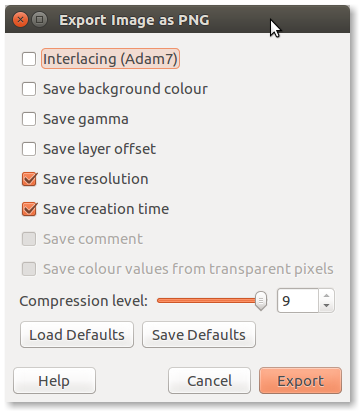 Export Image as PNG
Interlacing (Adam7)
Save background colour
Save gamma
Save layer offset
Save resolution
Save creation time
Save comment
Save colour values from transparent pixels
Compression level: 9
Load Defaults Save Defaults
Help Cancel Export